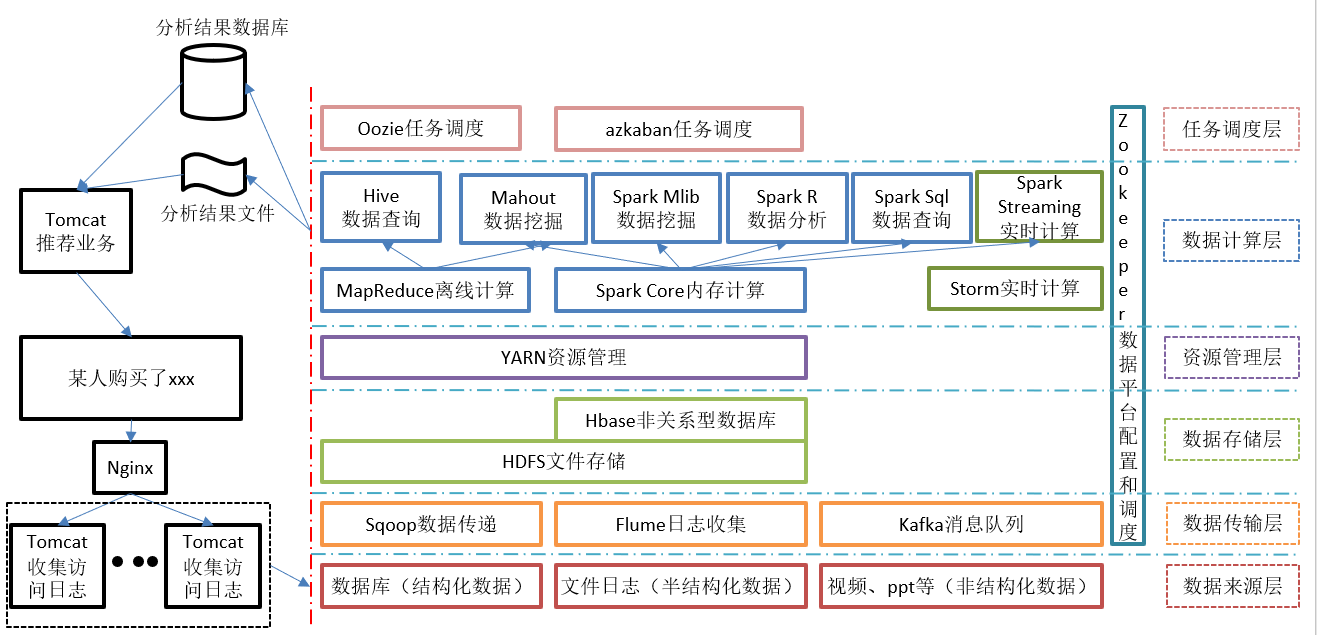 分析结果数据库
分析结果文件
Tomcat
推荐业务
某人购买了xxx
Nginx
Tomcat
收集访
问日志
Tomcat
收集访
问日志
Oozie任务调度
azkaban任务调度
任务调度层
Hive
数据查询
Mahout
数据挖掘
Spark Mlib
数据挖掘
Spark R
数据分析
Spark Sql
数据查询
Spark
Streaming
实时计算
数据计算层
MapReduce离线计算
Spark Core内存计算
Storm实时计算
YARN资源管理
资源管理层
Hbase非关系型数据库
HDFS文件存储
数据存储层
Sqoop数据传递
Flume日志收集
Kafka消息队列
数据传输层
数据库（结构化数据）
文件日志（半结构化数据）
视频、ppt等（非结构化数据）
数据来源层
Zookeeper数据平台配置和调度